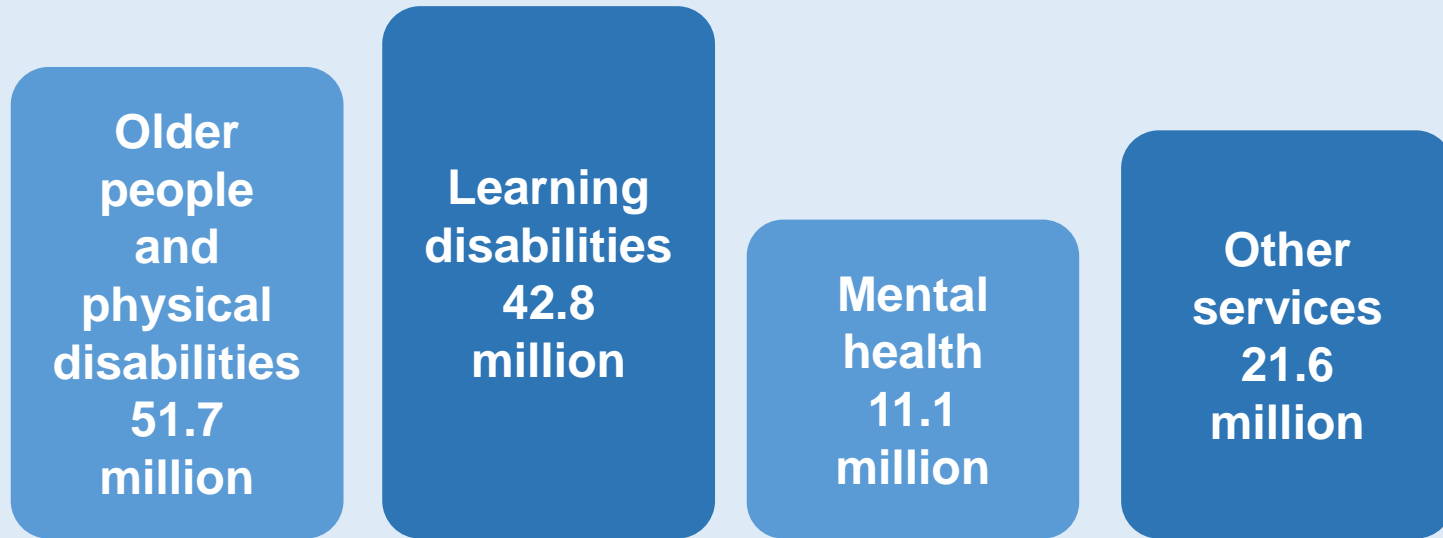 Older
people
and
physical
disabilities
51.7
million
Learning
disabilities
42.8
million
Mental
health
11.1
million
Other
services
21.6
million